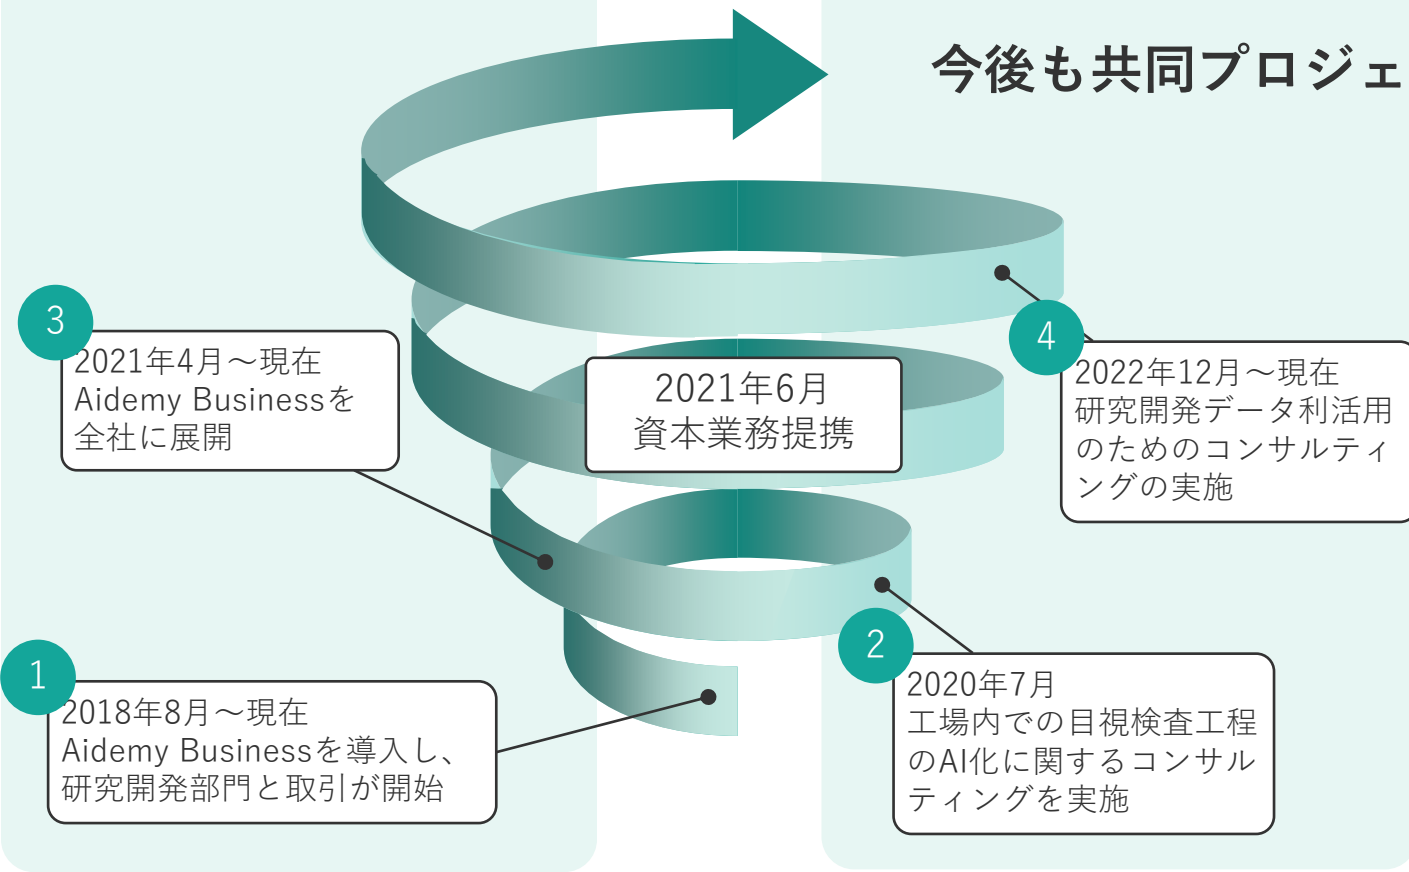 今後も共同プロジェ
3
2021年4月～現在
Aidemy Businessを
全社に展開
2021年6月
資本業務提携
4
2022年12月～現在
研究開発データ利活用
のためのコンサルティ
ングの実施
1
2018年8月～現在
Aidemy Businessを導入し、
研究開発部門と取引が開始
2
2020年7月
工場内での目視検査工程
のAI化に関するコンサル
ティングを実施